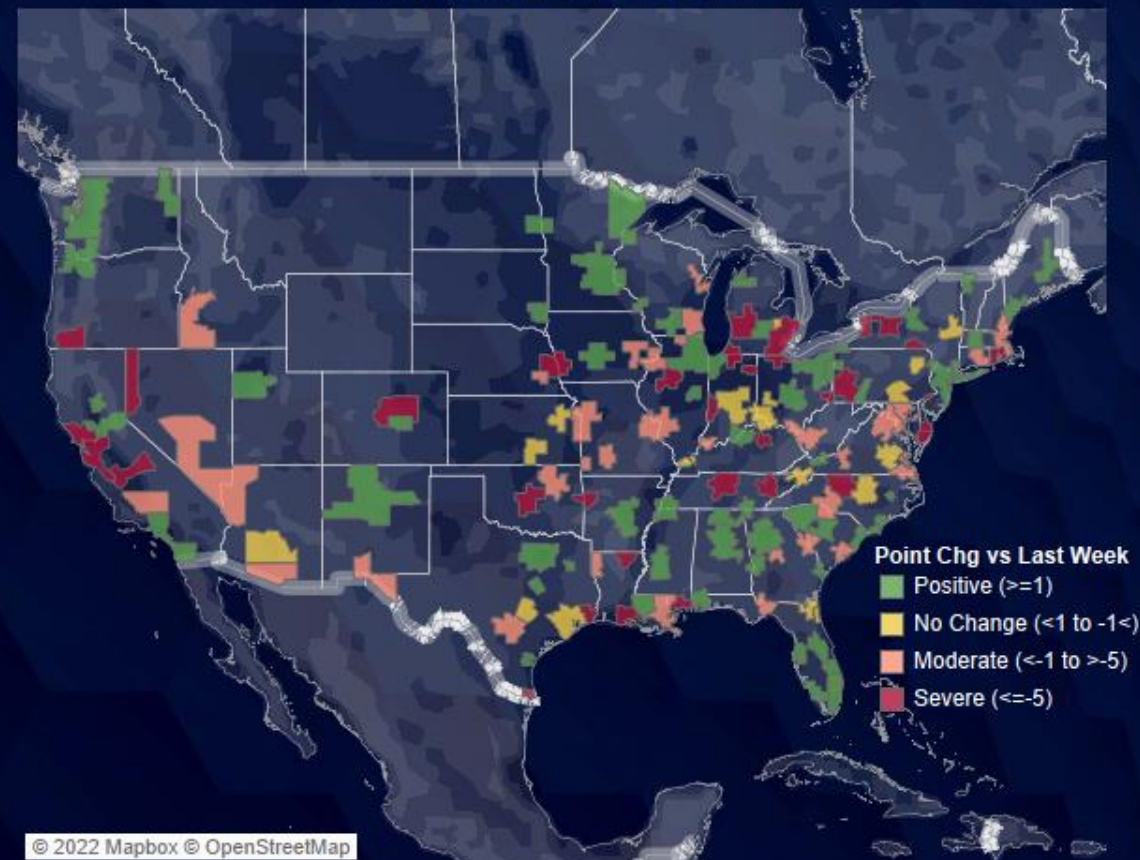 Point Chg vs Last Week
Positive (>=1)
No Change (<1 to -1<)
Moderate (<-1 to >-5)
Severe (<=-5)
© 2022 Mapbox © OpenStreetMap